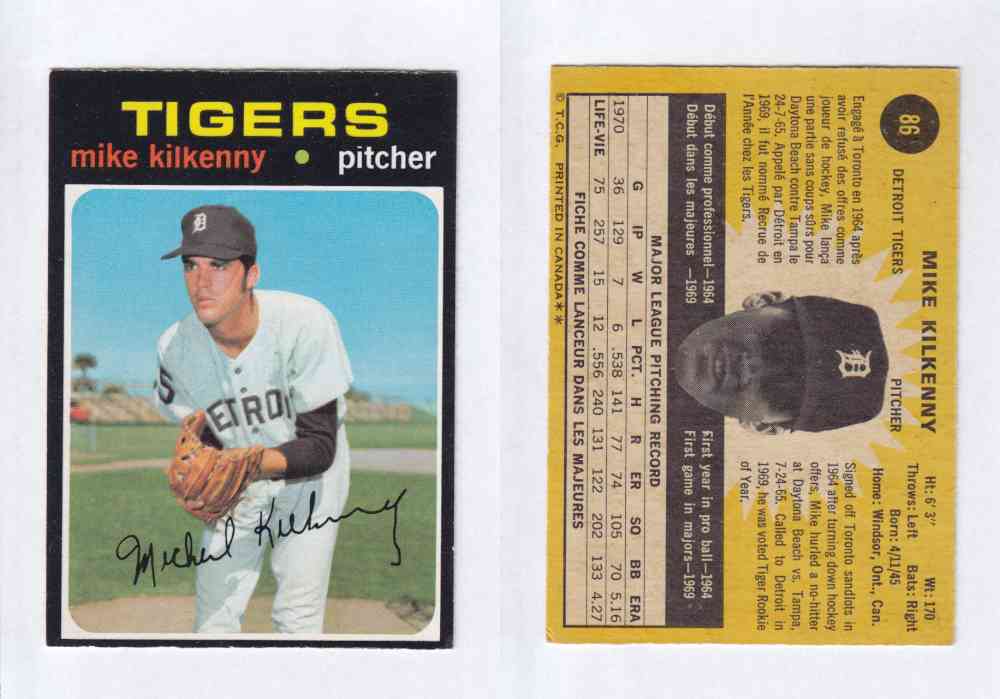 TIGERS
mike kilkenny • pitcher
D
DETROI
5
Micheal Kilkenny
86
DETROIT TIGERS
MIKE KILKENNY
PITCHER
Ht: 6' 3" Wt: 170
Throws: Left Bats: Right
Born: 4/11/45
Home: Windsor, Ont., Can.
Engagé à Toronto en 1964 après
avoir refusé des offres comme
joueur de hockey, Mike lança
une partie sans coups sûrs pour
Daytona Beach contre Tampa le
24-7-65. Appelé par Détroit en
1969, il fut nommé Recrue de
l'Année chez les Tigers.
D
Signed off Toronto sandlots in
1964 after turning down hockey
offers, Mike hurled a no-hitter
at Daytona Beach vs. Tampa,
7-24-65. Called to Detroit in
1969, he was voted Tiger Rookie
of Year.
Début comme professionnel—1964
Début dans les majeures —1969
First year in pro ball—1964
First game in majors—1969
MAJOR LEAGUE PITCHING RECORD
G IP W L PCT. H R ER SO BB ERA
1970 36 129 7 6 .538 141 77 74 105 70 5.16
LIFE-VIE 75 257 15 12 .556 240 131 122 202 133 4.27
FICHE COMME LANCEUR DANS LES MAJEURES
© T.C.G. PRINTED IN CANADA**